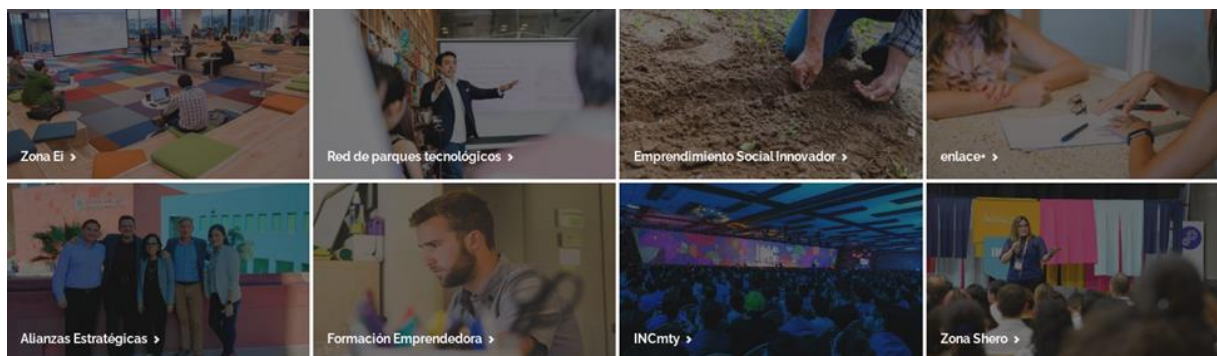 Zona Ei >
Red de parques tecnológicos >
Emprendimiento Social Innovador >
enlace+ >
Alianzas Estratégicas >
Formación Emprendedora >
INCmty >
Zona Shero >